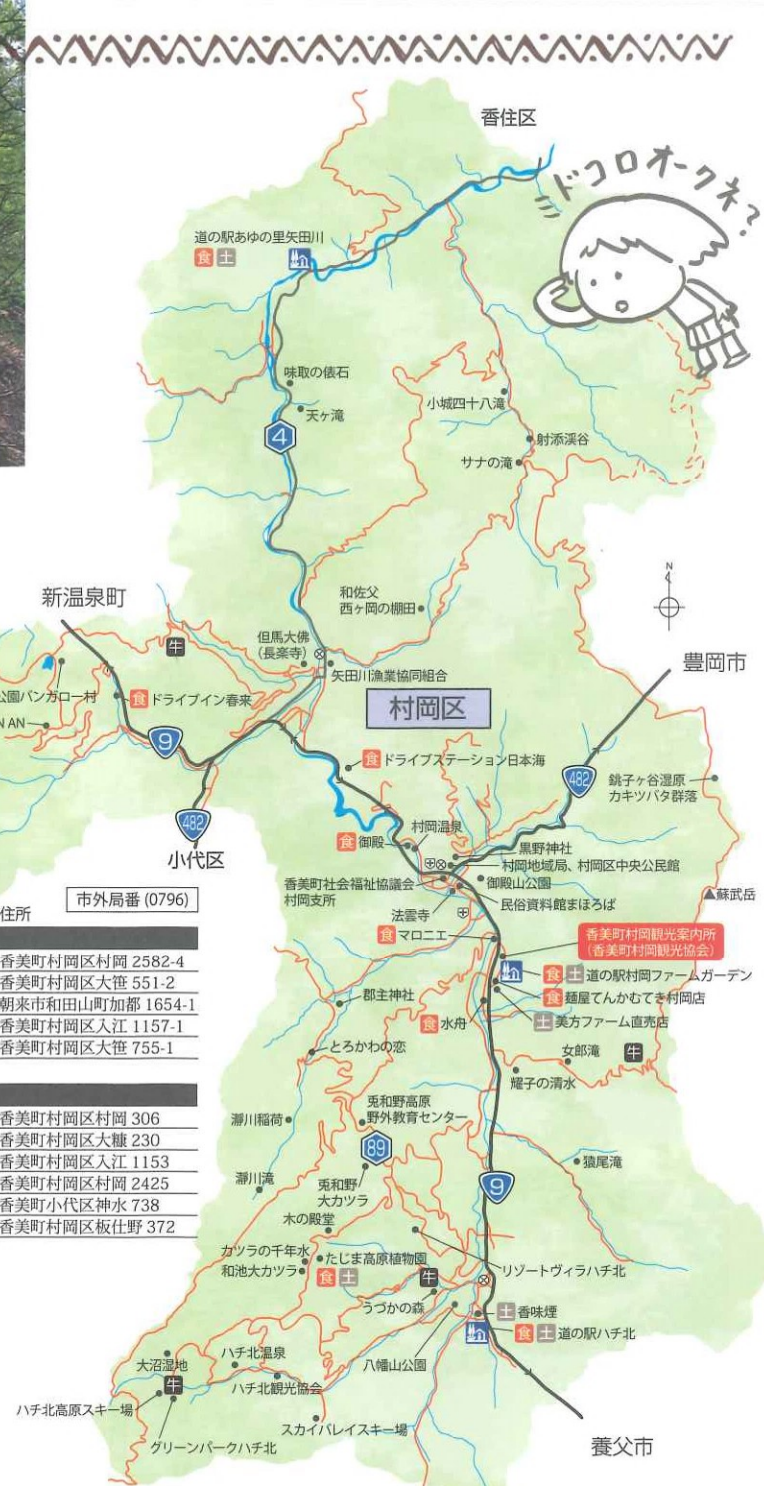 香住区
ドコロオークネ?
道の駅あゆの里矢田川
食 土
味取の俵石
天ヶ滝
4
小城四十八滝
射添渓谷
サナの滝
N
和佐父
西ヶ岡の棚田
新温泉町
牛
但馬大佛
(長楽寺)
矢田川漁業協同組合
豊岡市
公園バンガロー村
N AN
食 ドライブイン春来
村岡区
9
食 ドライブステーション日本海
482
銚子ヶ谷湿原
カキツバタ群落
482
小代区
食 御殿
村岡温泉
黒野神社
村岡地域局、村岡区中央公民館
香美町社会福祉協議会
村岡支所
御殿山公園
民俗資料館まほろば
法雲寺
蘇武岳
市外局番 (0796)
住所
香美町村岡区村岡 2582-4
香美町村岡区大笹 551-2
朝来市和田山町加都 1654-1
香美町村岡区入江 1157-1
香美町村岡区大笹 755-1
香美町村岡区村岡 306
香美町村岡区大糠 230
香美町村岡区入江 1153
香美町村岡区村岡 2425
香美町小代区神水 738
香美町村岡区板仕野 372
食 マロニエ
香美町村岡観光案内所
(香美町村岡観光協会)
食 土 道の駅村岡ファームガーデン
食 麺屋てんかむてき村岡店
土 美方ファーム直売店
郡主神社
食 水舟
とろかわの恋
女郎滝
牛
耀子の清水
瀞川稲荷
兎和野高原
野外教育センター
89
兎和野
大カツラ
猿尾滝
瀞川滝
9
木の殿堂
カツラの千年水
和池大カツラ
たじま高原植物園
食 土
リゾートヴィラハチ北
牛
うづかの森
土 香味煙
食 土 道の駅ハチ北
八幡山公園
大沼湿地
ハチ北温泉
牛
ハチ北観光協会
ハチ北高原スキー場
グリーンパークハチ北
スカイバレイスキー場
養父市